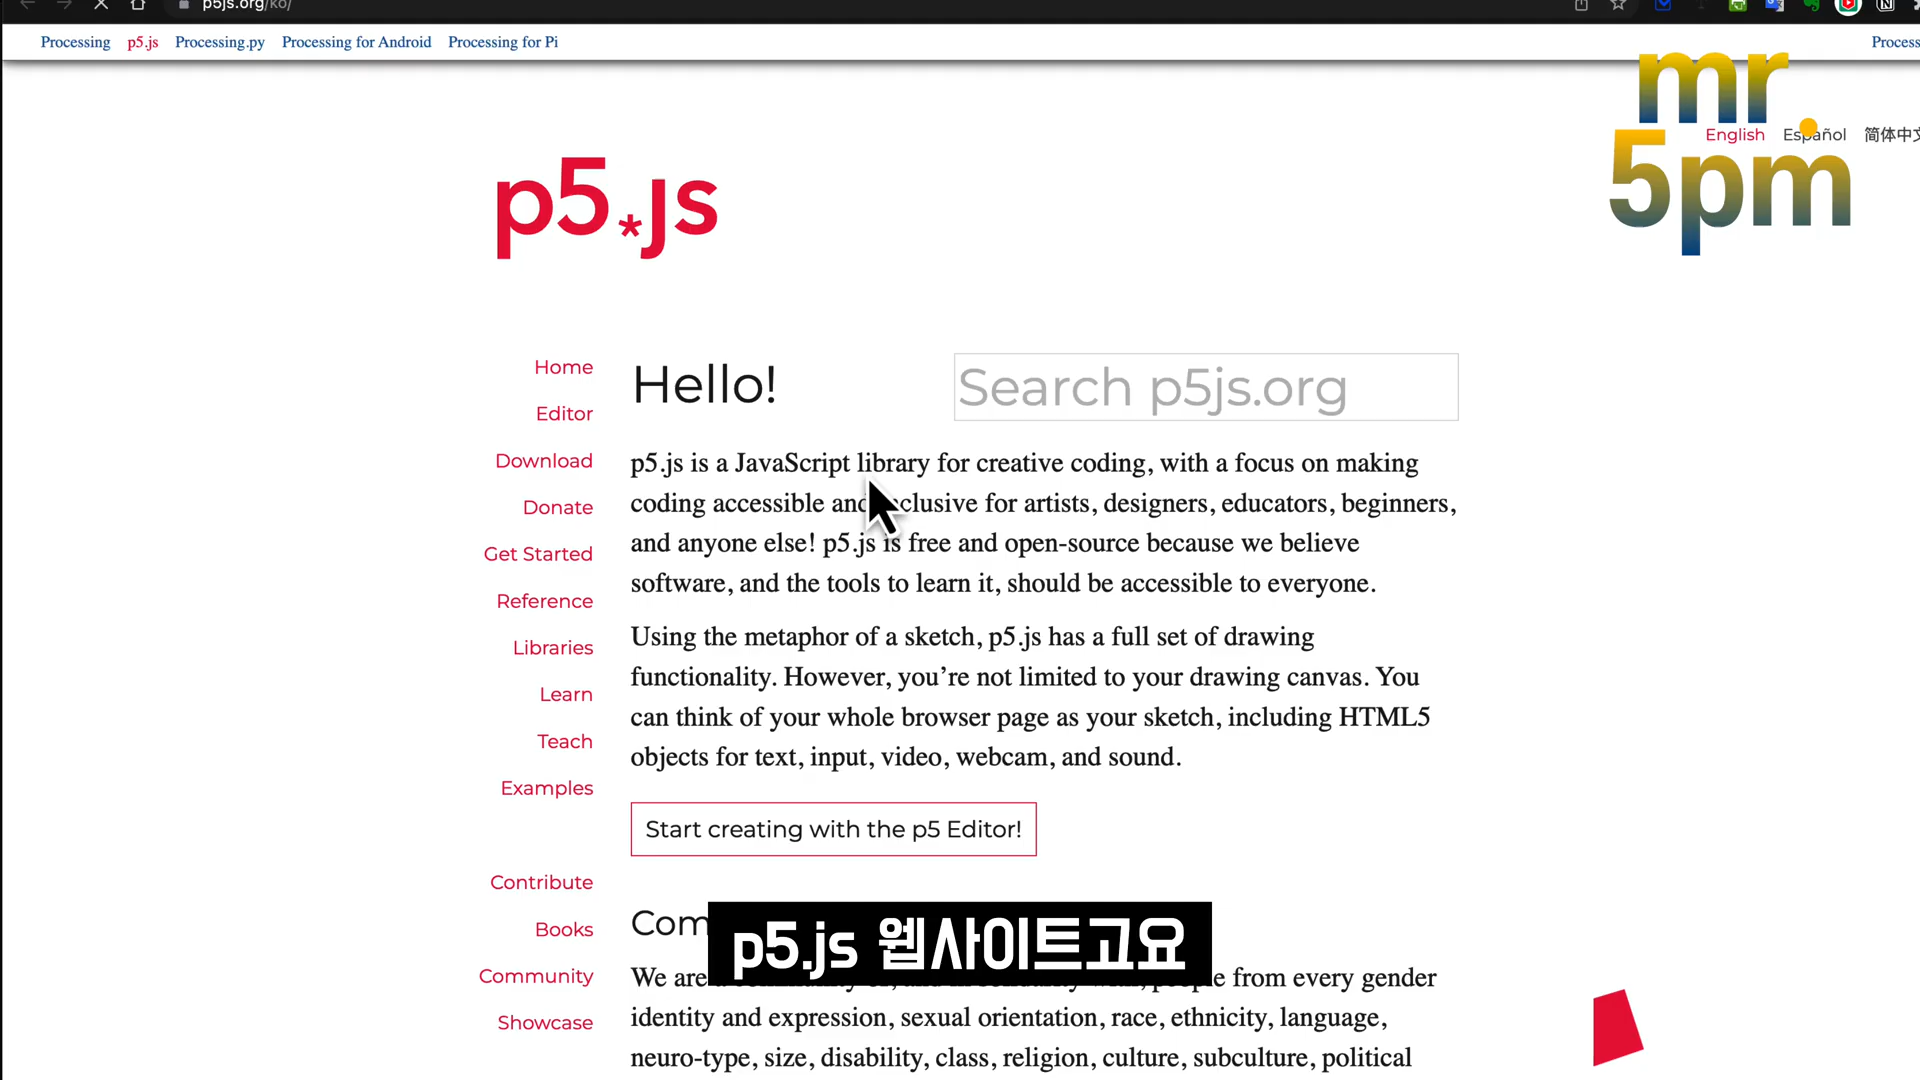 p5js.org/ko/
Processing p5.js Processing.py Processing for Android Processing for Pi Process
mr.
5pm
English Español 简体中文
p5.js
Home
Editor
Download
Donate
Get Started
Reference
Libraries
Learn
Teach
Examples
Contribute
Books
Community
Showcase
Hello!
Search p5js.org
p5.js is a JavaScript library for creative coding, with a focus on making
coding accessible and inclusive for artists, designers, educators, beginners,
and anyone else! p5.js is free and open-source because we believe
software, and the tools to learn it, should be accessible to everyone.
Using the metaphor of a sketch, p5.js has a full set of drawing
functionality. However, you’re not limited to your drawing canvas. You
can think of your whole browser page as your sketch, including HTML5
objects for text, input, video, webcam, and sound.
Start creating with the p5 Editor!
Com
p5.js 웹사이트고요
We are from every gender
identity and expression, sexual orientation, race, ethnicity, language,
neuro-type, size, disability, class, religion, culture, subculture, political